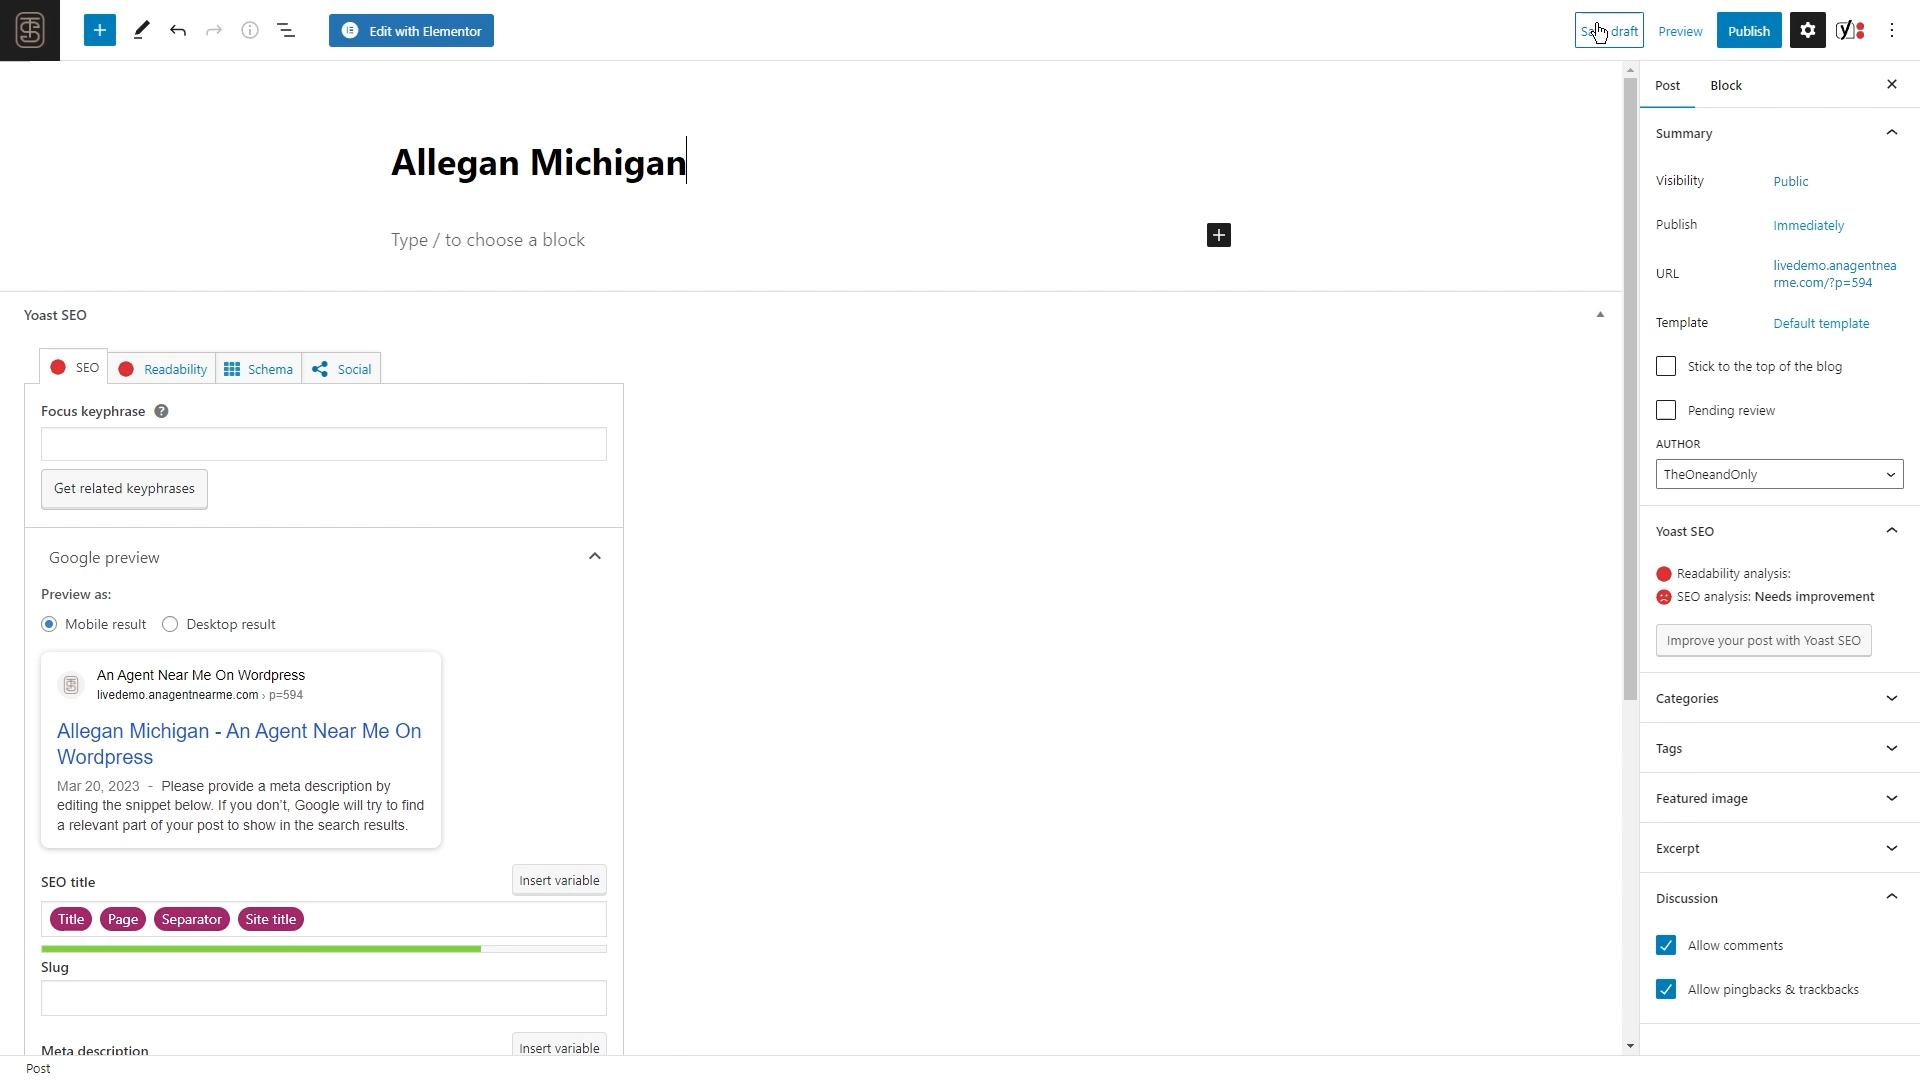 Edit with Elementor
draft
Preview
Publish
Post
Block
Allegan Michigan
Summary
Visibility
Public
Type / to choose a block
Publish
Immediately
URL
livedemo.anagentnea
rme.com/?p=594
Template
Default template
Stick to the top of the blog
Pending review
AUTHOR
TheOneandOnly
Yoast SEO
Readability analysis:
SEO analysis: Needs improvement
Improve your post with Yoast SEO
Categories
Tags
Featured image
Excerpt
Discussion
Allow comments
Allow pingbacks & trackbacks
Yoast SEO
SEO
Readability
Schema
Social
Focus keyphrase ?
Get related keyphrases
Google preview
Preview as:
Mobile result
Desktop result
An Agent Near Me On Wordpress
livedemo.anagentnearme.com › p=594
Allegan Michigan - An Agent Near Me On
Wordpress
Mar 20, 2023 - Please provide a meta description by
editing the snippet below. If you don't, Google will try to find
a relevant part of your post to show in the search results.
SEO title
Insert variable
Title
Page
Separator
Site title
Slug
Meta description
Insert variable
Post